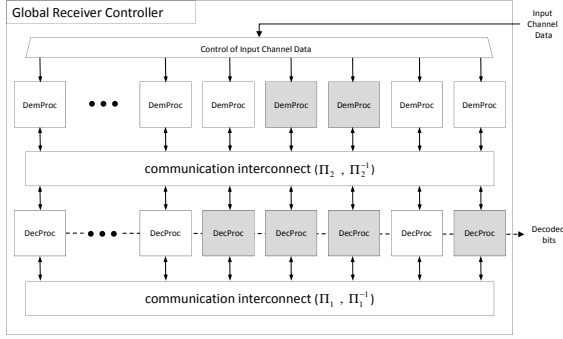 Global Receiver Controller
Input
Channel
Data
Control of Input Channel Data
DemProc
DemProc
DemProc
DemProc
DemProc
DemProc
DemProc
communication interconnect (Π₂ , Π₂⁻¹)
DecProc
DecProc
DecProc
DecProc
DecProc
DecProc
DecProc
Decoded
bits
communication interconnect (Π₁ , Π₁⁻¹)